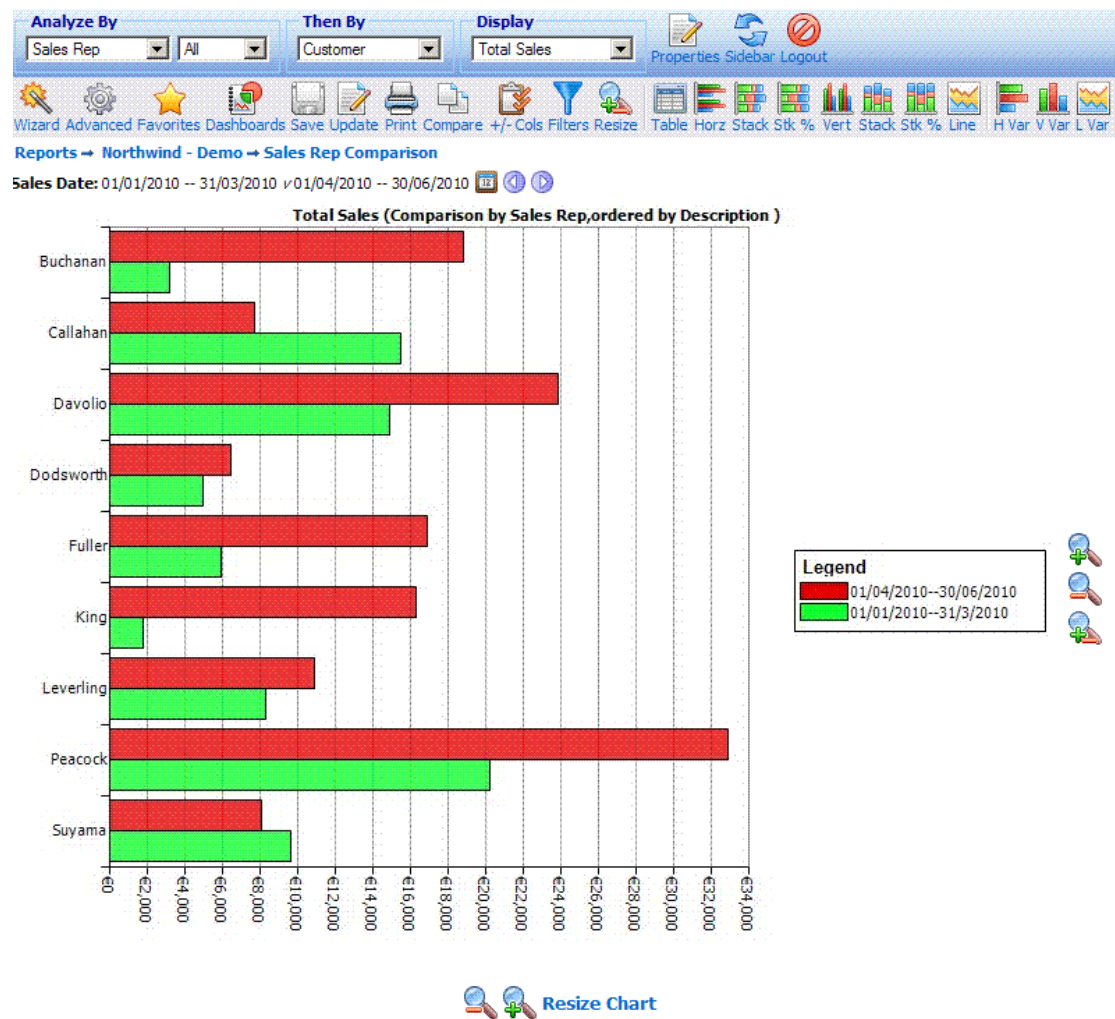 Analyze By Then By Display
Sales Rep All Customer Total Sales
Properties Sidebar Logout
Wizard Advanced Favorites Dashboards Save Update Print Compare +/- Cols Filters Resize Table Horz Stack Stk % Vert Stack Stk % Line H Var V Var L Var
Reports → Northwind - Demo → Sales Rep Comparison
Sales Date: 01/01/2010 -- 31/03/2010 v 01/04/2010 -- 30/06/2010 12
Total Sales (Comparison by Sales Rep,ordered by Description )
Buchanan
Callahan
Davolio
Dodsworth
Fuller
King
Leverling
Peacock
Suyama
Legend
01/04/2010--30/06/2010
01/01/2010--31/3/2010
€0 €2,000 €4,000 €6,000 €8,000 €10,000 €12,000 €14,000 €16,000 €18,000 €20,000 €22,000 €24,000 €26,000 €28,000 €30,000 €32,000 €34,000
Resize Chart